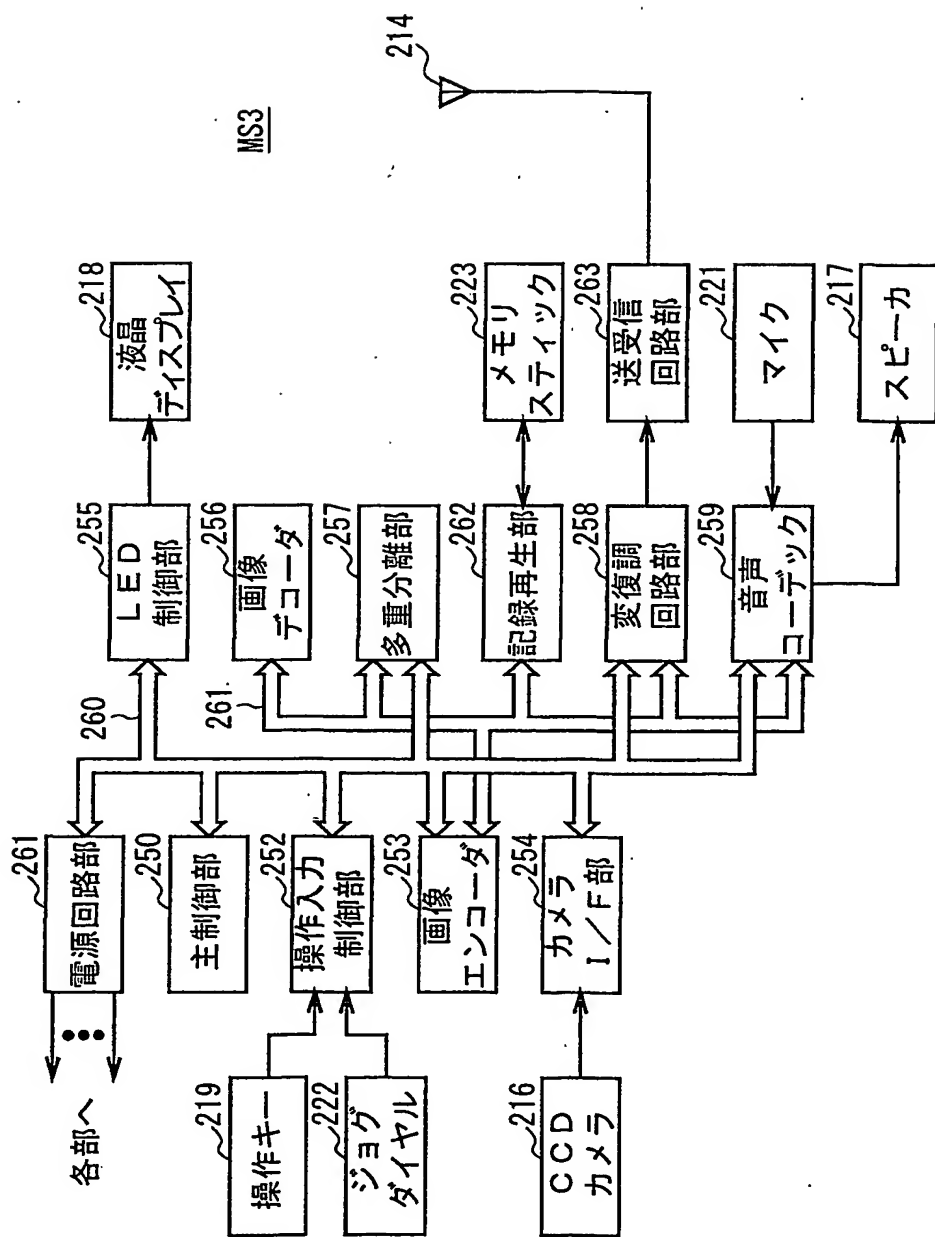 MS3
214
218
液晶
ディスプレイ
223
メモリ
スティック
263
送受信
回路部
221
マイク
217
スピーカ
255
LED
制御部
256
画像
デコーダ
257
多重分離部
262
記録再生部
258
変復調
回路部
259
音声
コーデック
260
261
261
電源回路部
250
主制御部
252
操作入力
制御部
253
画像
エンコーダ
254
カメラ
I/F部
各部へ
219
操作キー
222
ジョグ
ダイヤル
216
CCD
カメラ